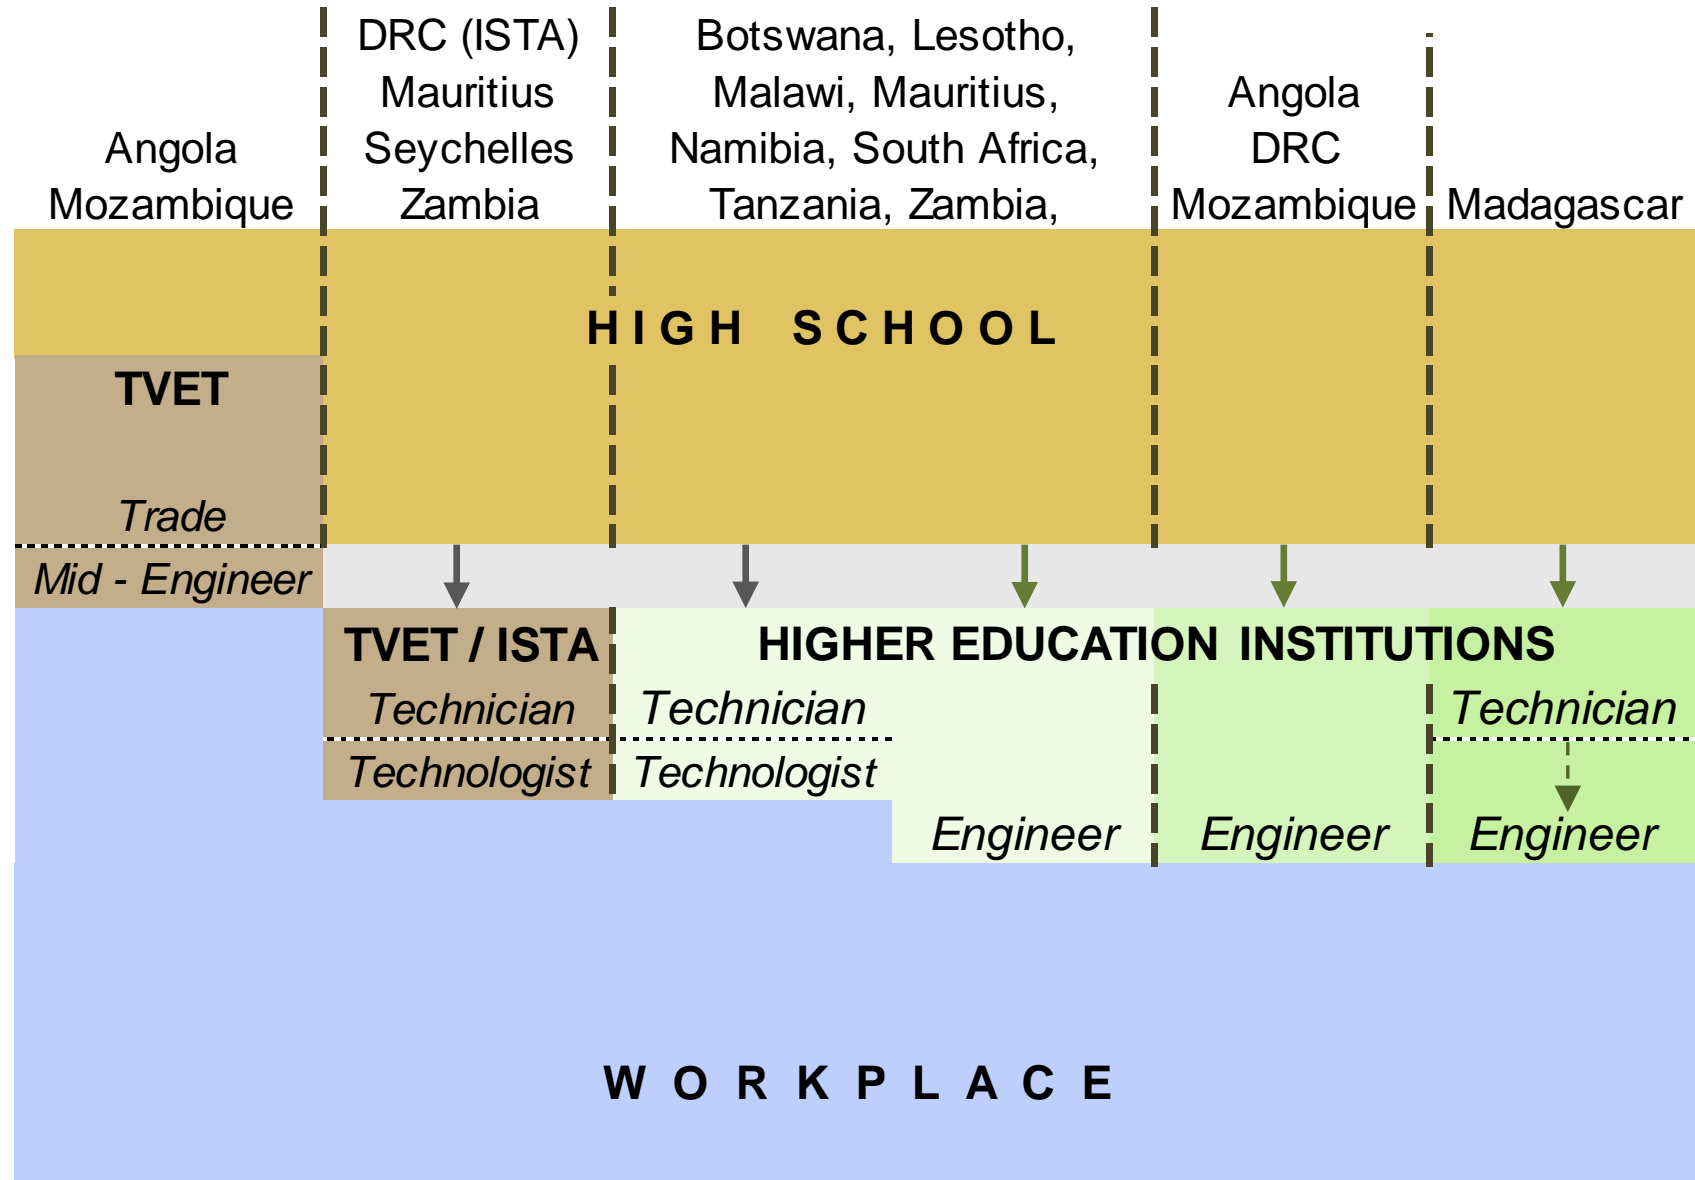 Angola
Mozambique
DRC (ISTA)
Mauritius
Seychelles
Zambia
Botswana, Lesotho,
Malawi, Mauritius,
Namibia, South Africa,
Tanzania, Zambia,
Angola
DRC
Mozambique
Madagascar
HIGH SCHOOL
TVET
Trade
Mid - Engineer
TVET / ISTA
Technician
Technologist
HIGHER EDUCATION INSTITUTIONS
Technician
Technologist
Engineer
Engineer
Technician
Engineer
WORKPLACE